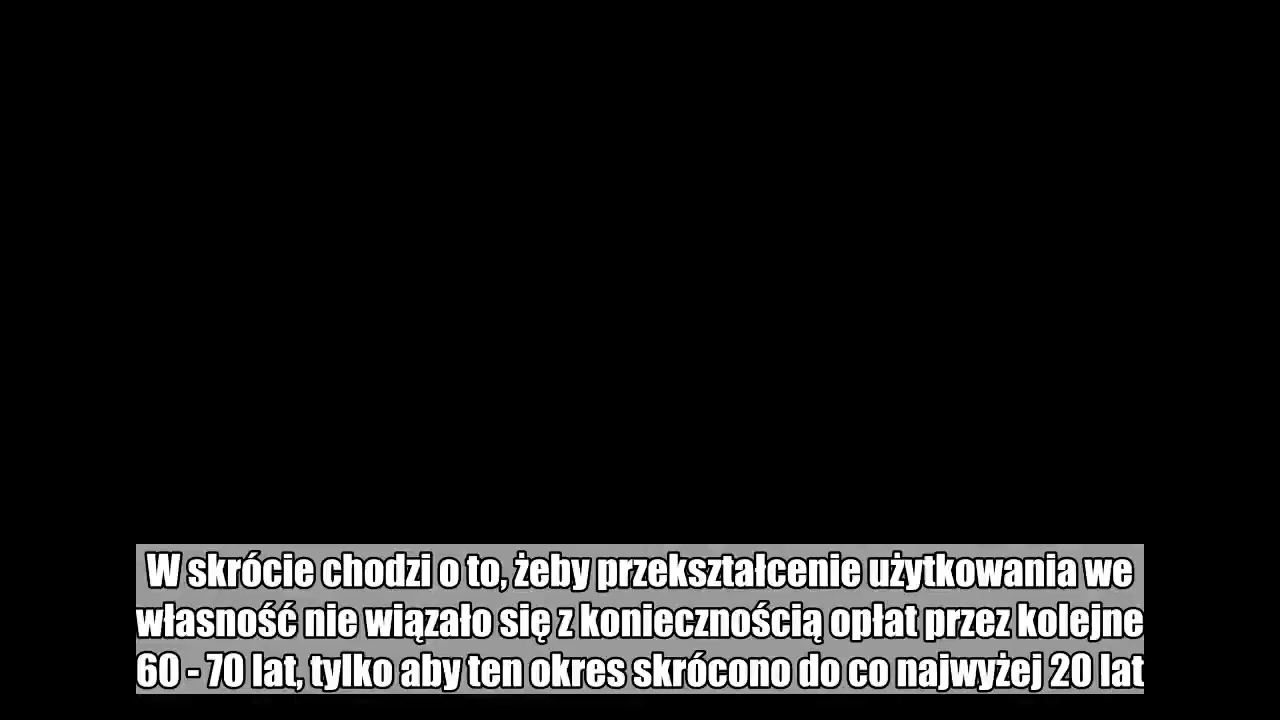 W skrócie chodzi o to, żeby przekształcenie użytkowania we
własność nie wiązało się z koniecznością opłat przez kolejne
60 - 70 lat, tylko aby ten okres skrócono do co najwyżej 20 lat